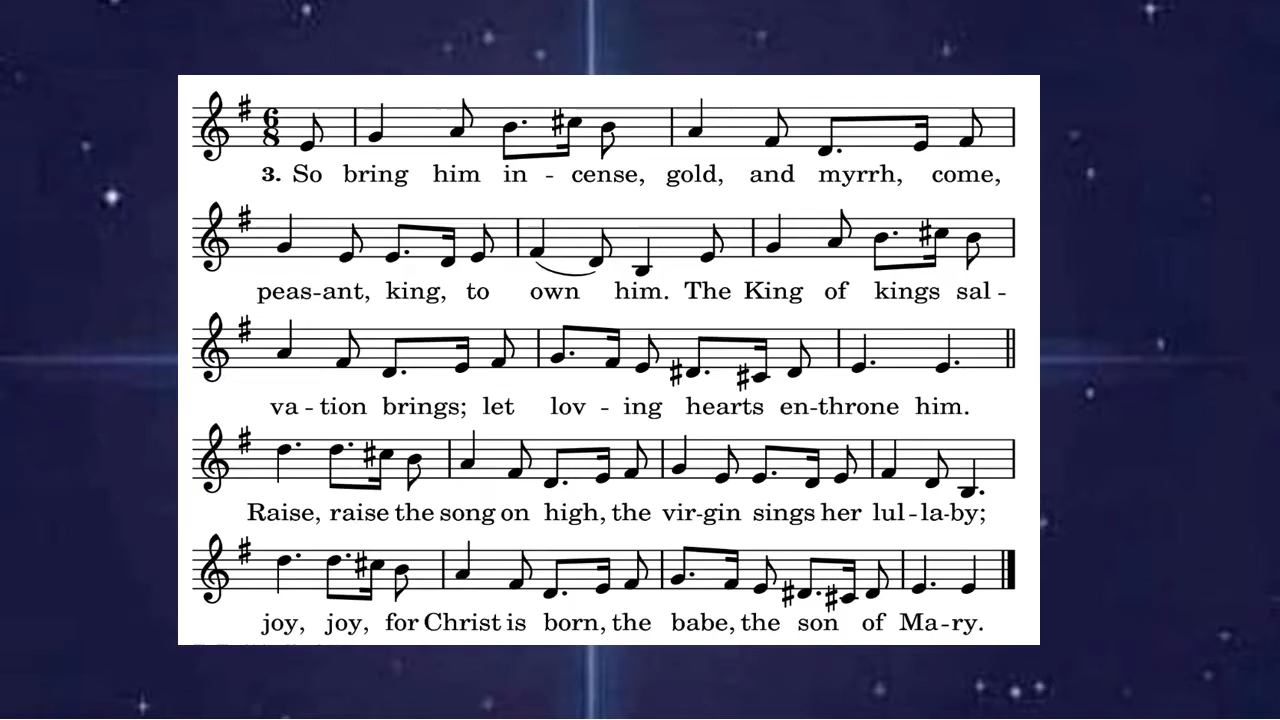 3. So bring him in - cense, gold, and myrrh, come,
peas-ant, king, to own him. The King of kings sal -
va - tion brings; let lov - ing hearts en-throne him.
Raise, raise the song on high, the vir-gin sings her lul-la-by;
joy, joy, for Christ is born, the babe, the son of Ma-ry.